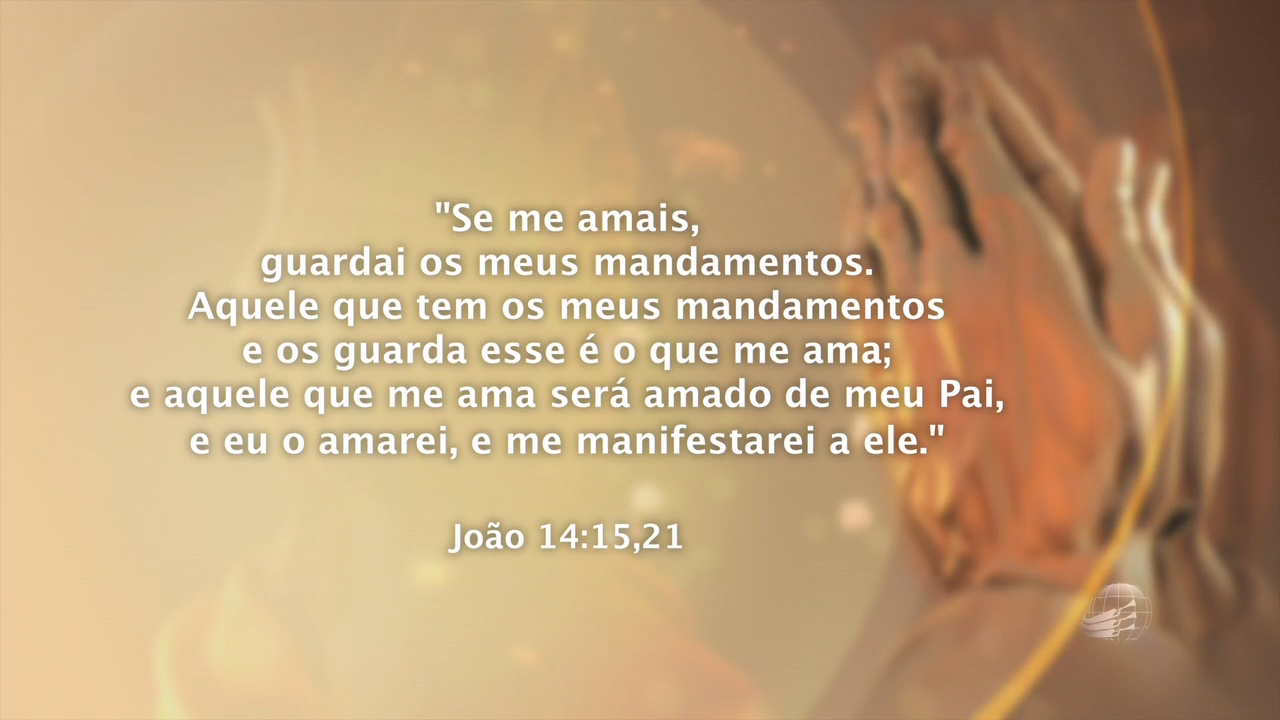 "Se me amais,
guardai os meus mandamentos.
Aquele que tem os meus mandamentos
e os guarda esse é o que me ama;
e aquele que me ama será amado de meu Pai,
e eu o amarei, e me manifestarei a ele."
João 14:15,21